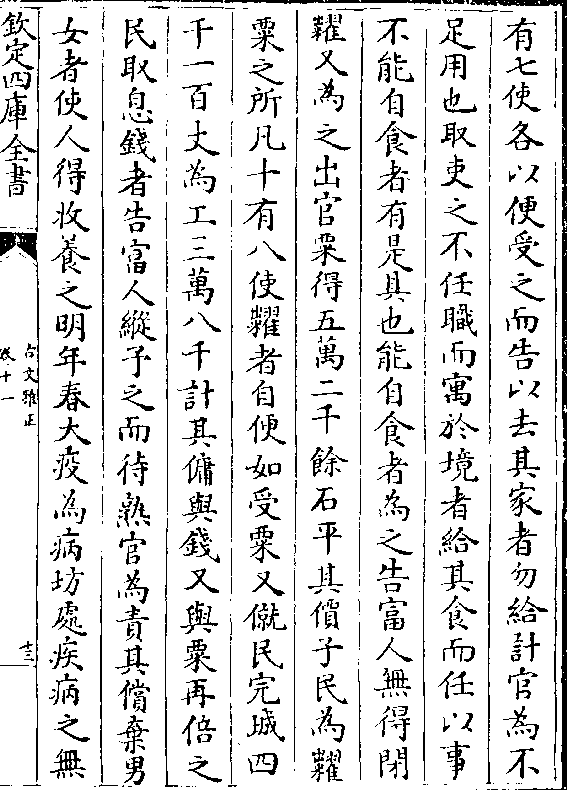 有七使各以便受之而告以去其家者勿給計官為不
足用也取吏之不任職而寓於境者給其食而任以事
不能自食者有是具也能自食者為之告富人無得閉
糶又為之出官粟得五萬二千餘石平其價予民為糶
粟之所凡十有八使糴者自便如受粟又僦民完城四
千一百丈為工三萬八千計其傭與錢又與粟再倍之
民取息錢者告富人縱予之而待熟官為責其償棄男
女者使人得收養之明年春大疫為病坊處疾病之無
欽定四庫全書
古文雅正
卷十一
十三